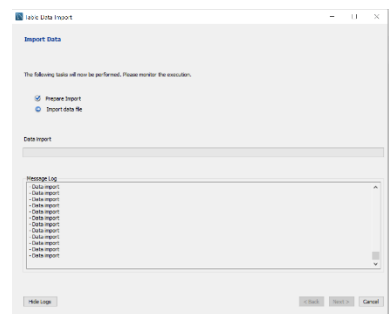 Table Data Import
Import Data
The following tasks will now be performed. Please monitor the execution.
Prepare Import
Import data file
Data Import
Message Log
- Data import
- Data import
- Data import
- Data import
- Data import
- Data import
- Data import
- Data import
- Data import
- Data import
- Data import
- Data import
Hide Logs
< Back
Next >
Cancel